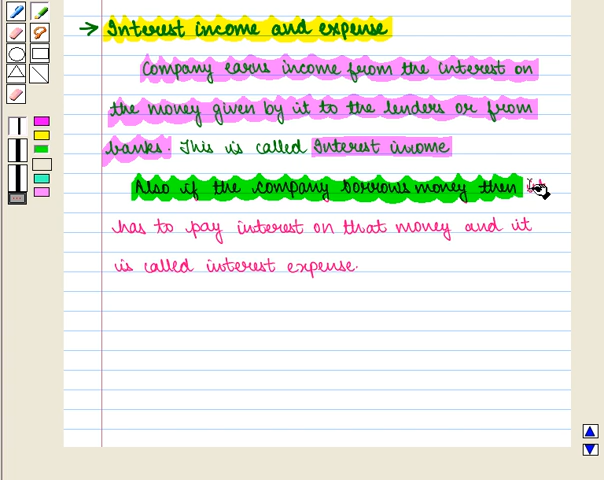 → Interest income and expense
Company earns income from the interest on
the money given by it to the lenders or from
banks. This is called Interest income
Also if the company borrows money then it
has to pay interest on that money and it
is called interest expense.